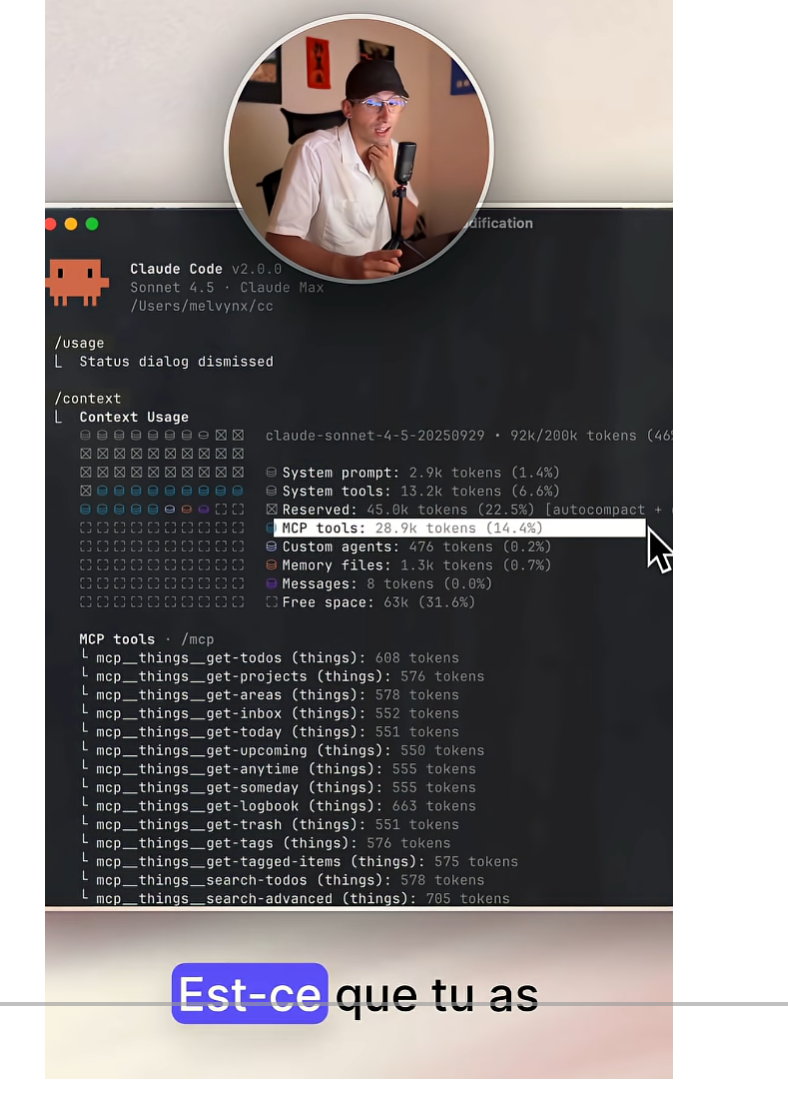 dification
Claude Code v2.0.0
Sonnet 4.5 · Claude Max
/Users/melvynx/cc
/usage
└ Status dialog dismissed
/context
└ Context Usage
claude-sonnet-4-5-20250929 • 92k/200k tokens (46%
System prompt: 2.9k tokens (1.4%)
System tools: 13.2k tokens (6.6%)
Reserved: 45.0k tokens (22.5%) [autocompact +
MCP tools: 28.9k tokens (14.4%)
Custom agents: 476 tokens (0.2%)
Memory files: 1.3k tokens (0.7%)
Messages: 8 tokens (0.0%)
Free space: 63k (31.6%)
MCP tools · /mcp
└ mcp__things__get-todos (things): 608 tokens
└ mcp__things__get-projects (things): 576 tokens
└ mcp__things__get-areas (things): 578 tokens
└ mcp__things__get-inbox (things): 552 tokens
└ mcp__things__get-today (things): 551 tokens
└ mcp__things__get-upcoming (things): 550 tokens
└ mcp__things__get-anytime (things): 555 tokens
└ mcp__things__get-someday (things): 555 tokens
└ mcp__things__get-logbook (things): 663 tokens
└ mcp__things__get-trash (things): 551 tokens
└ mcp__things__get-tags (things): 576 tokens
└ mcp__things__get-tagged-items (things): 575 tokens
└ mcp__things__search-todos (things): 578 tokens
└ mcp__things__search-advanced (things): 705 tokens
Est-ce que tu as